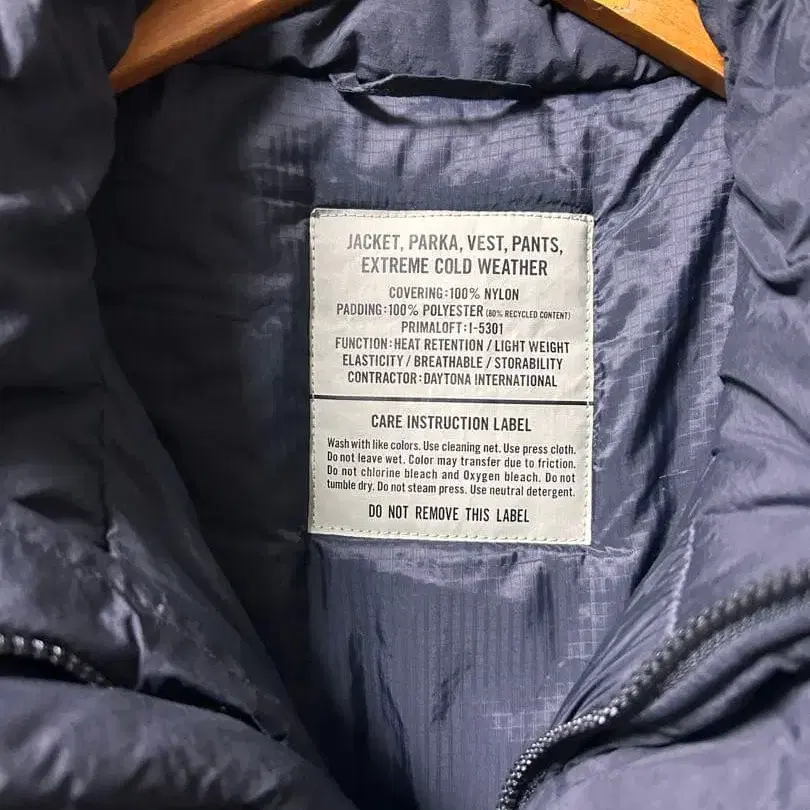 JACKET, PARKA, VEST, PANTS,
EXTREME COLD WEATHER
COVERING:100% NYLON
PADDING:100% POLYESTER (80% RECYCLED CONTENT)
PRIMALOFT:I-5301
FUNCTION:HEAT RETENTION / LIGHT WEIGHT
ELASTICITY / BREATHABLE / STORABILITY
CONTRACTOR:DAYTONA INTERNATIONAL
CARE INSTRUCTION LABEL
Wash with like colors. Use cleaning net. Use press cloth.
Do not leave wet. Color may transfer due to friction.
Do not chlorine bleach and Oxygen bleach. Do not
tumble dry. Do not steam press. Use neutral detergent.
DO NOT REMOVE THIS LABEL